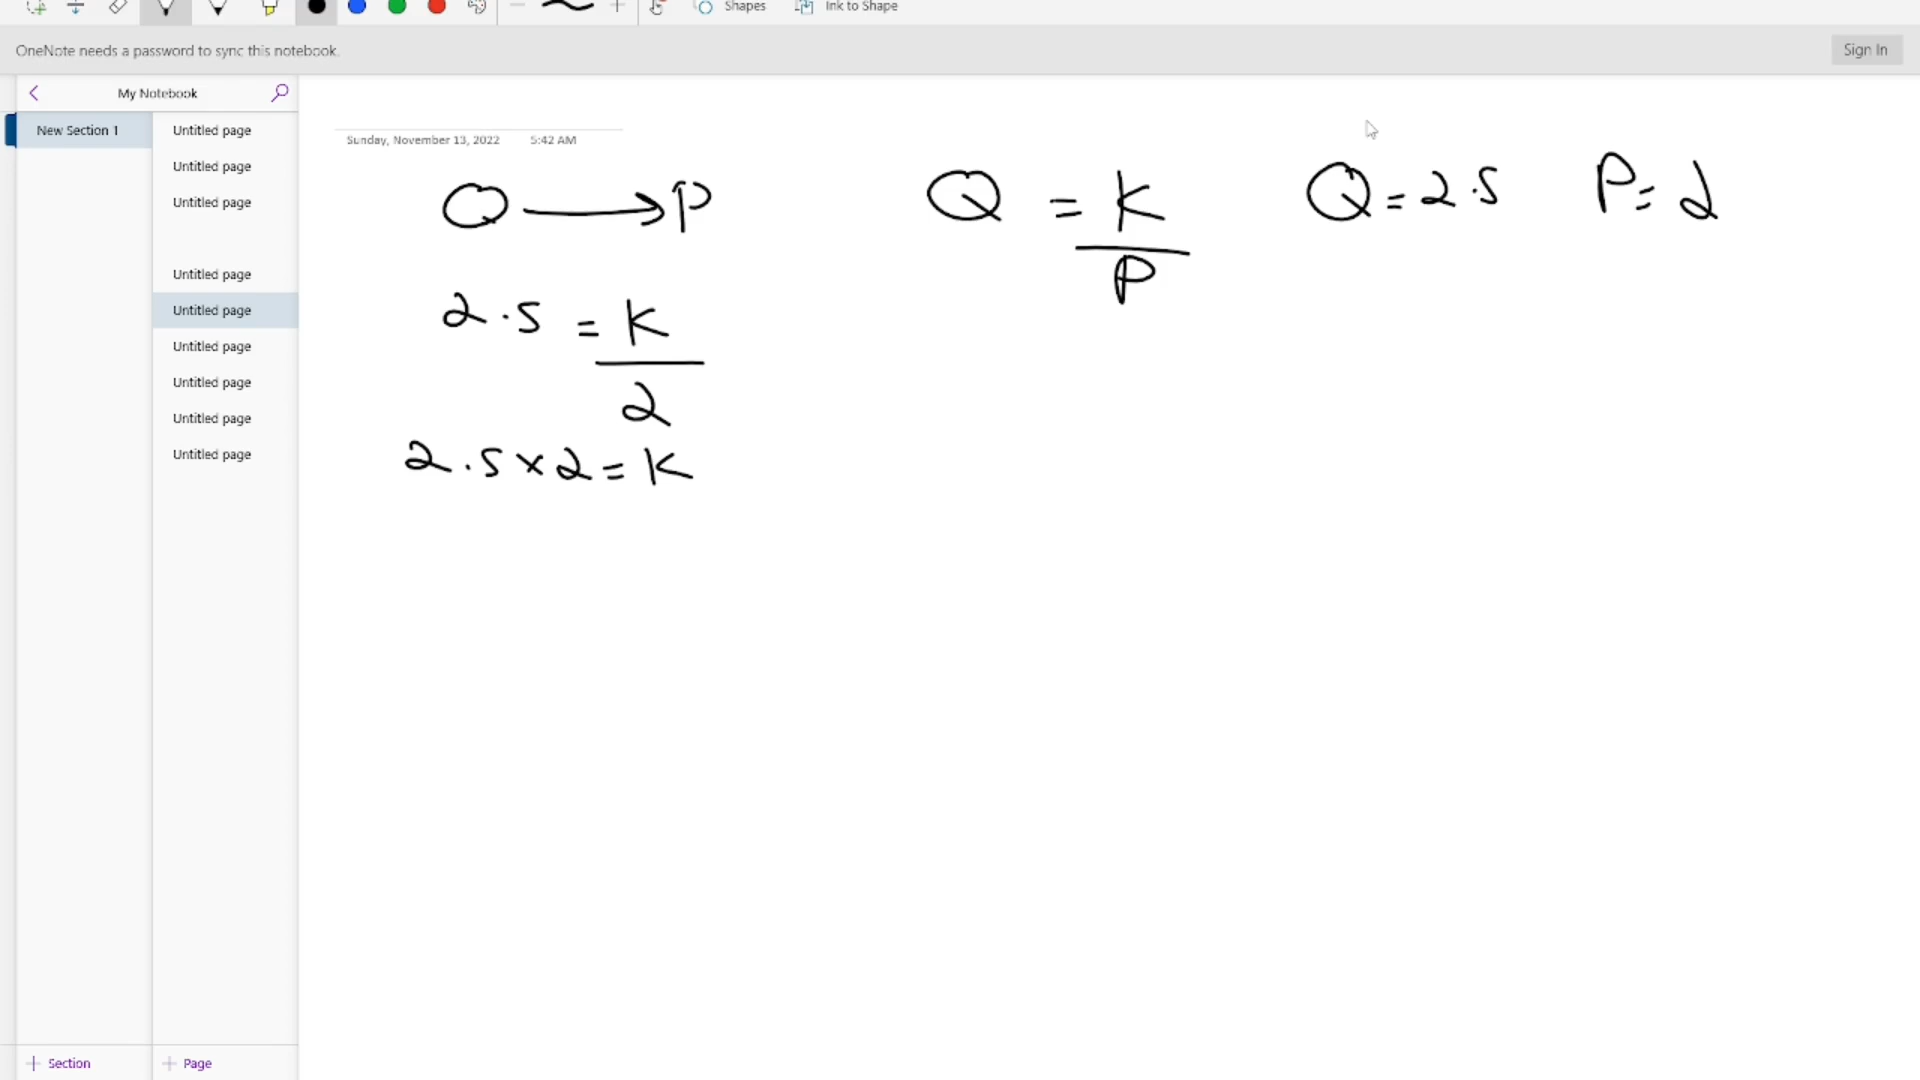 Shapes
Ink to Shape
OneNote needs a password to sync this notebook.
Sign In
My Notebook
New Section 1
Untitled page
Untitled page
Untitled page
Untitled page
Untitled page
Untitled page
Untitled page
Untitled page
Untitled page
Sunday, November 13, 2022 5:42 AM
Q → P
Q = K
P
Q = 2.5 P = 2
2.5 = K
2
2.5 × 2 = K
+ Section
+ Page